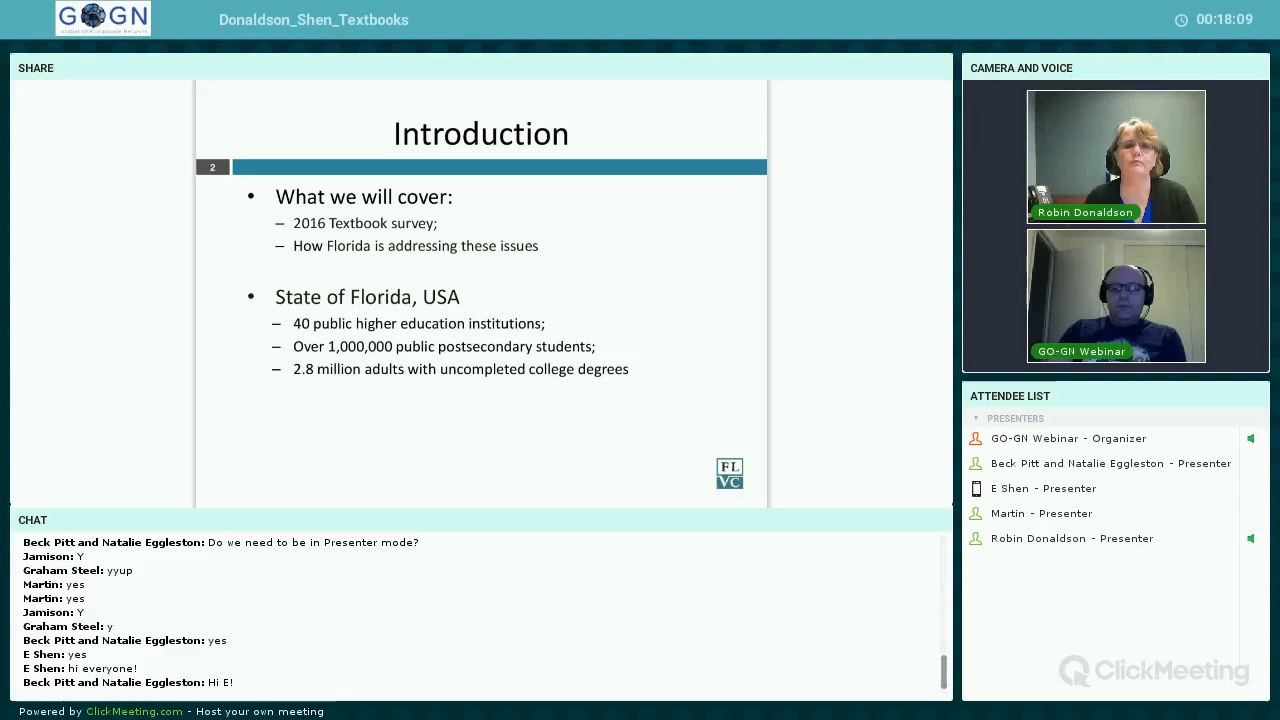 GO-GN
Donaldson_Shen_Textbooks
00:18:09
SHARE
CAMERA AND VOICE
Introduction
2
• What we will cover:
– 2016 Textbook survey;
– How Florida is addressing these issues
• State of Florida, USA
– 40 public higher education institutions;
– Over 1,000,000 public postsecondary students;
– 2.8 million adults with uncompleted college degrees
FL
VC
Robin Donaldson
GO-GN Webinar
ATTENDEE LIST
PRESENTERS
GO-GN Webinar - Organizer
Beck Pitt and Natalie Eggleston - Presenter
E Shen - Presenter
Martin - Presenter
Robin Donaldson - Presenter
CHAT
Beck Pitt and Natalie Eggleston: Do we need to be in Presenter mode?
Jamison: Y
Graham Steel: yyup
Martin: yes
Martin: yes
Jamison: Y
Graham Steel: y
Beck Pitt and Natalie Eggleston: yes
E Shen: yes
E Shen: hi everyone!
Beck Pitt and Natalie Eggleston: Hi E!
ClickMeeting
Powered by ClickMeeting.com - Host your own meeting